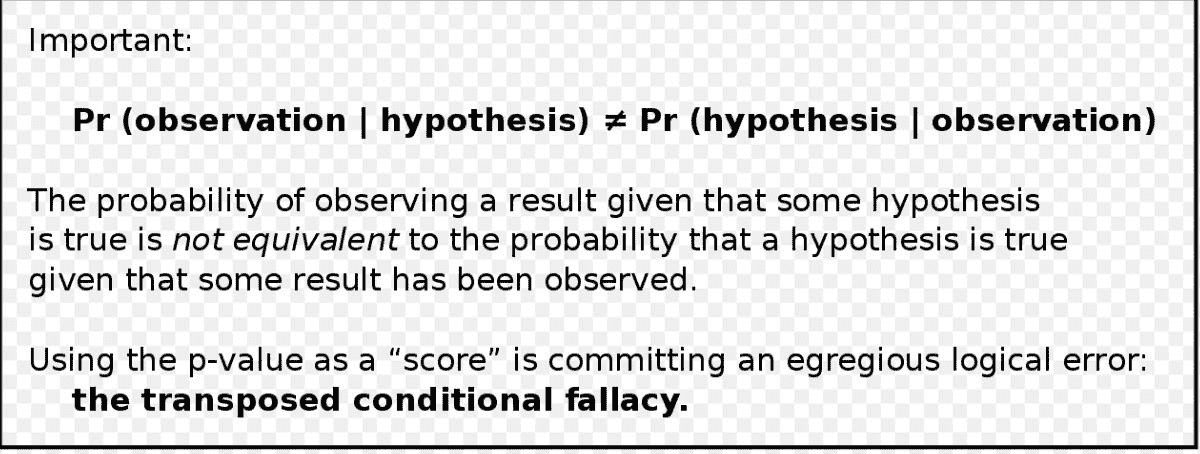 Important:
Pr (observation | hypothesis) ≠ Pr (hypothesis | observation)
The probability of observing a result given that some hypothesis
is true is not equivalent to the probability that a hypothesis is true
given that some result has been observed.
Using the p-value as a “score” is committing an egregious logical error:
the transposed conditional fallacy.